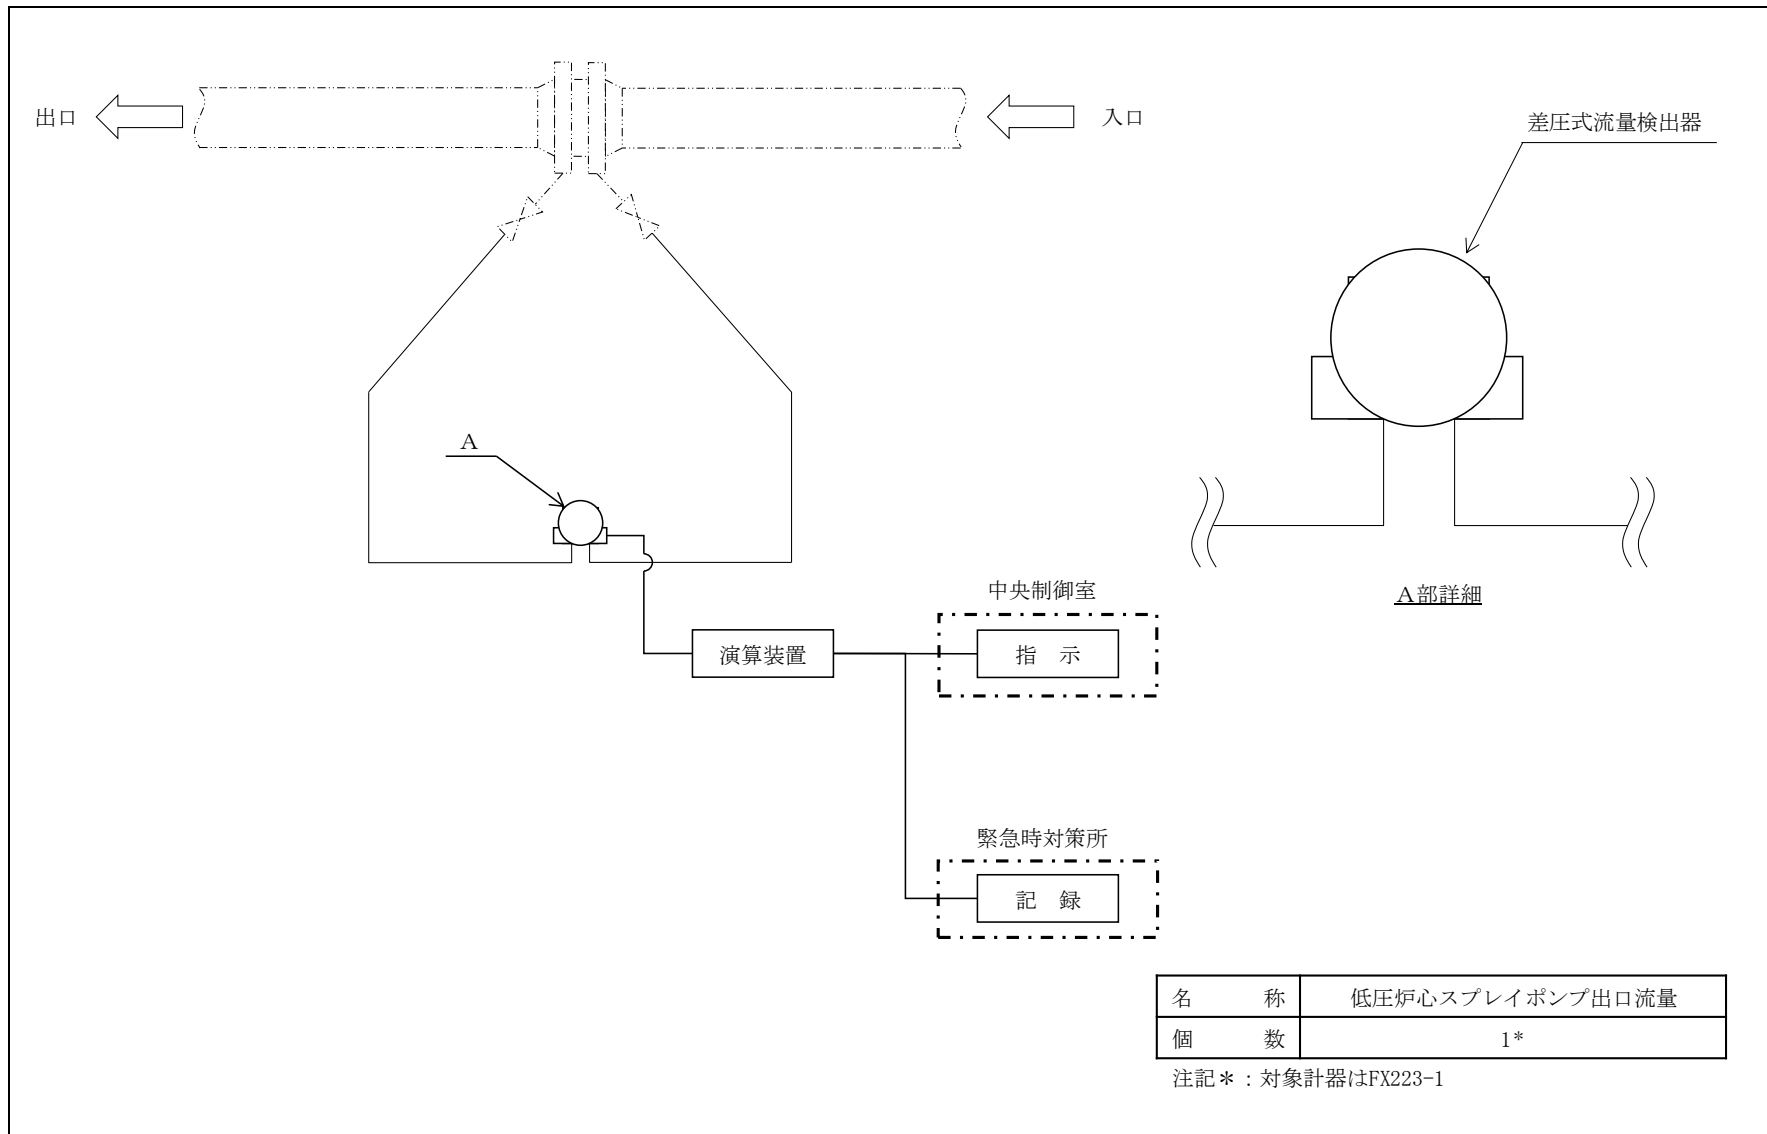 出口
入口
差圧式流量検出器
A
A部詳細
中央制御室
演算装置
指 示
緊急時対策所
記 録
名 称 低圧炉心スプレイポンプ出口流量
個 数 1*
注記*:対象計器はFX223-1